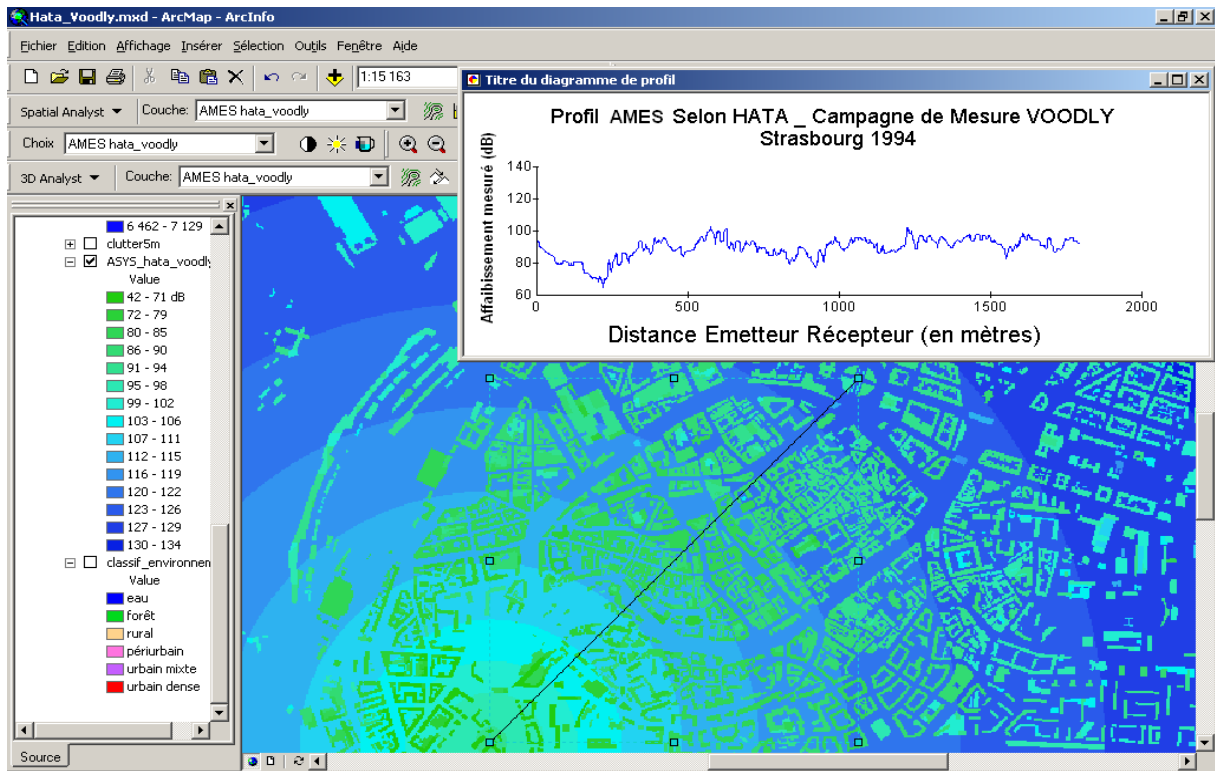 Hata_Voodly.mxd - ArcMap - ArcInfo
Fichier Edition Affichage Insérer Sélection Outils Fenêtre Aide
1:15 163
Spatial Analyst Couche: AMES hata_voodly
Choix AMES hata_voodly
3D Analyst Couche: AMES hata_voodly
Titre du diagramme de profil
Profil AMES Selon HATA _ Campagne de Mesure VOODLY
Strasbourg 1994
Affaibissement mesuré (dB)
140
120
100
80
60
0 500 1000 1500 2000
Distance Emetteur Récepteur (en mètres)
6 462 - 7 129
clutter5m
ASYS_hata_voodly
Value
42 - 71 dB
72 - 79
80 - 85
86 - 90
91 - 94
95 - 98
99 - 102
103 - 106
107 - 111
112 - 115
116 - 119
120 - 122
123 - 126
127 - 129
130 - 134
classif_environnen
Value
eau
forêt
rural
périurbain
urbain mixte
urbain dense
Source